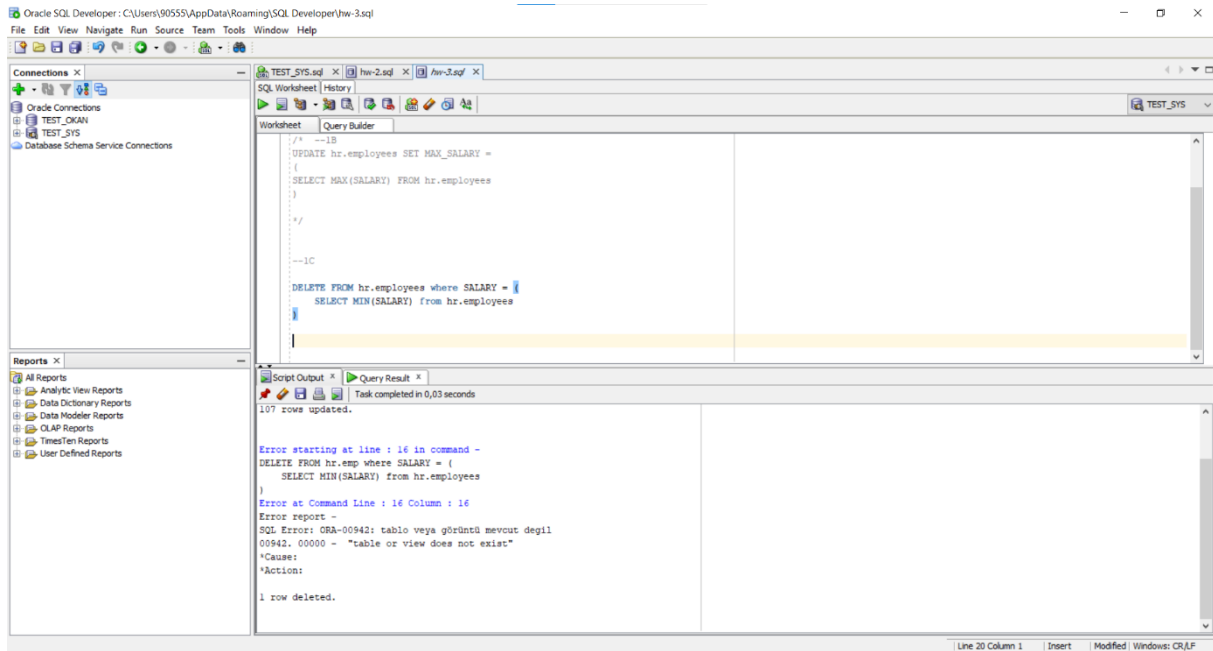 Oracle SQL Developer : C:\Users\90555\AppData\Roaming\SQL Developer\hw-3.sql
File Edit View Navigate Run Source Team Tools Window Help
Connections
Oracle Connections
TEST_OKAN
TEST_SYS
Database Schema Service Connections
TEST_SYS.sql hw-2.sql hw-3.sql
SQL Worksheet History
TEST_SYS
Worksheet Query Builder
/* --1B
UPDATE hr.employees SET MAX_SALARY =
(
SELECT MAX(SALARY) FROM hr.employees
)
*/
--1C
DELETE FROM hr.employees where SALARY = (
SELECT MIN(SALARY) from hr.employees
)
Reports
All Reports
Analytic View Reports
Data Dictionary Reports
Data Modeler Reports
OLAP Reports
TimesTen Reports
User Defined Reports
Script Output Query Result
Task completed in 0,03 seconds
107 rows updated.
Error starting at line : 16 in command -
DELETE FROM hr.emp where SALARY = (
SELECT MIN(SALARY) from hr.employees
)
Error at Command Line : 16 Column : 16
Error report -
SQL Error: ORA-00942: tablo veya görüntü mevcut degil
00942. 00000 - "table or view does not exist"
*Cause:
*Action:
1 row deleted.
Line 20 Column 1 Insert Modified Windows: CR/LF